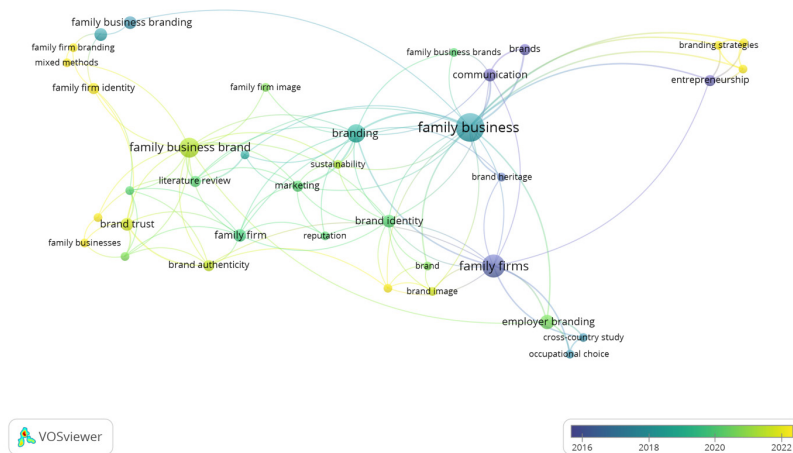 family business branding
family firm branding
mixed methods
family firm identity
family business brands
brands
communication
branding strategies
entrepreneurship
family firm image
family business
branding
family business brand
sustainability
literature review
marketing
brand heritage
brand identity
brand trust
family firm
reputation
family businesses
brand authenticity
brand
family firms
brand image
employer branding
cross-country study
occupational choice
VOSviewer
2016 2018 2020 2022